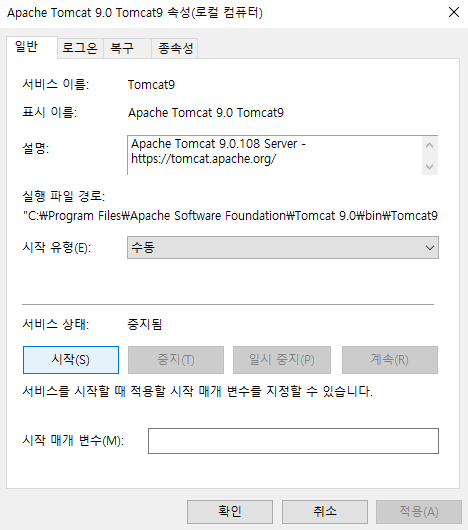 Apache Tomcat 9.0 Tomcat9 속성(로컬 컴퓨터)
일반 로그온 복구 종속성
서비스 이름: Tomcat9
표시 이름: Apache Tomcat 9.0 Tomcat9
설명: Apache Tomcat 9.0.108 Server -
https://tomcat.apache.org/
실행 파일 경로:
"C:₩Program Files₩Apache Software Foundation₩Tomcat 9.0₩bin₩Tomcat9
시작 유형(E): 수동
서비스 상태: 중지됨
시작(S) 중지(T) 일시 중지(P) 계속(R)
서비스를 시작할 때 적용할 시작 매개 변수를 지정할 수 있습니다.
시작 매개 변수(M):
확인 취소 적용(A)